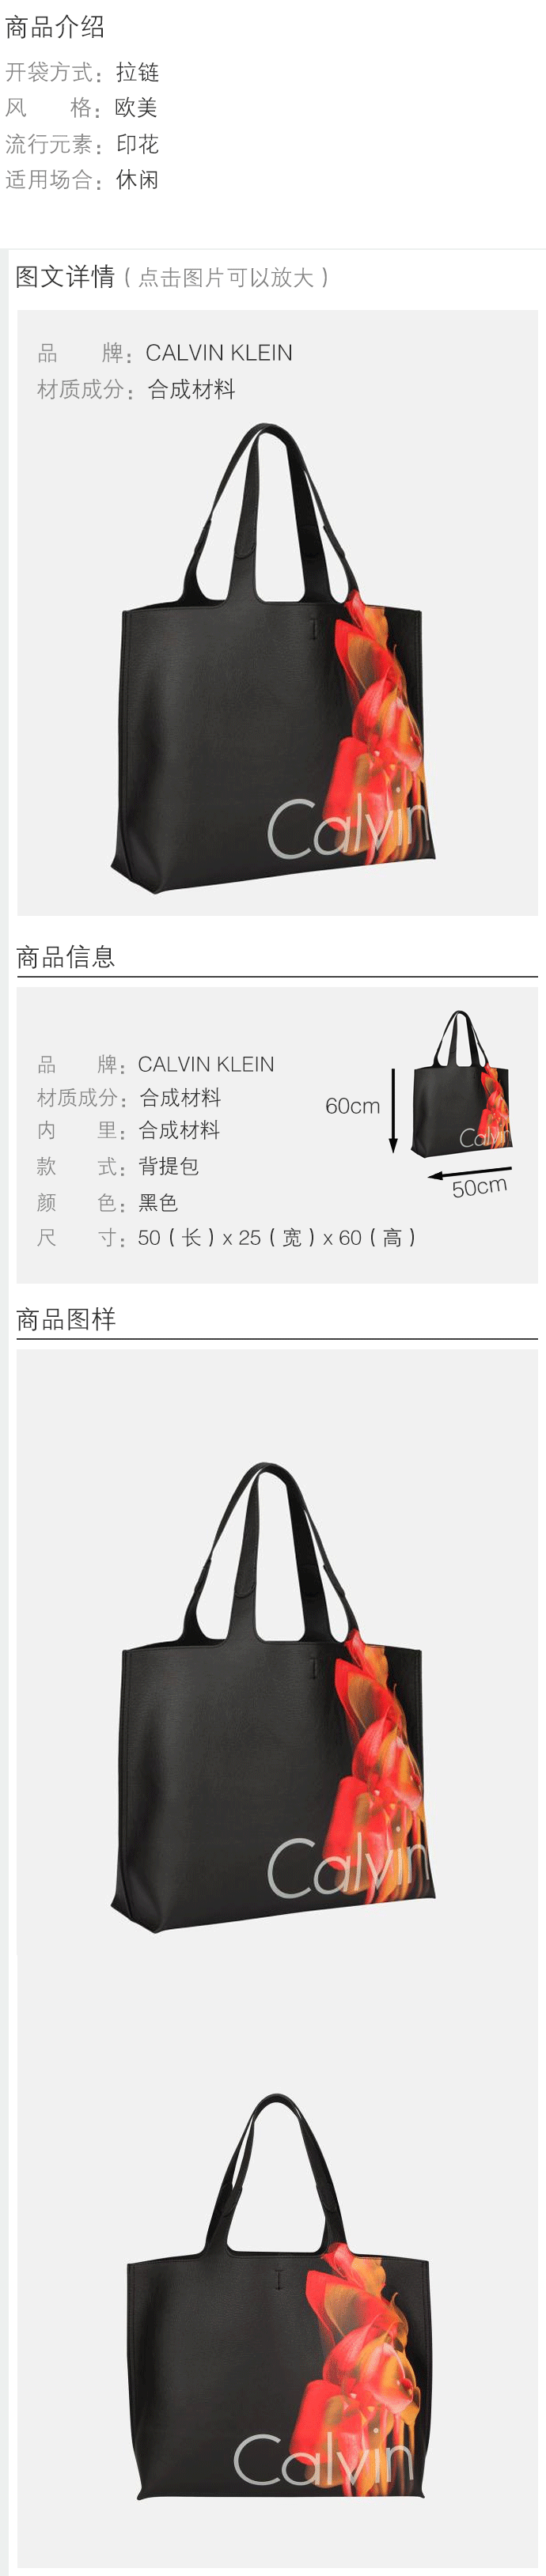 商品介绍
开袋方式：拉链
风 格：欧美
流行元素：印花
适用场合：休闲
图文详情（点击图片可以放大）
品 牌：CALVIN KLEIN
材质成分：合成材料
Calvin
商品信息
品 牌：CALVIN KLEIN
材质成分：合成材料
内 里：合成材料
款 式：背提包
颜 色：黑色
尺 寸：50（长）x 25（宽）x 60（高）
60cm
Calvin
50cm
商品图样
Calvin
Calvin